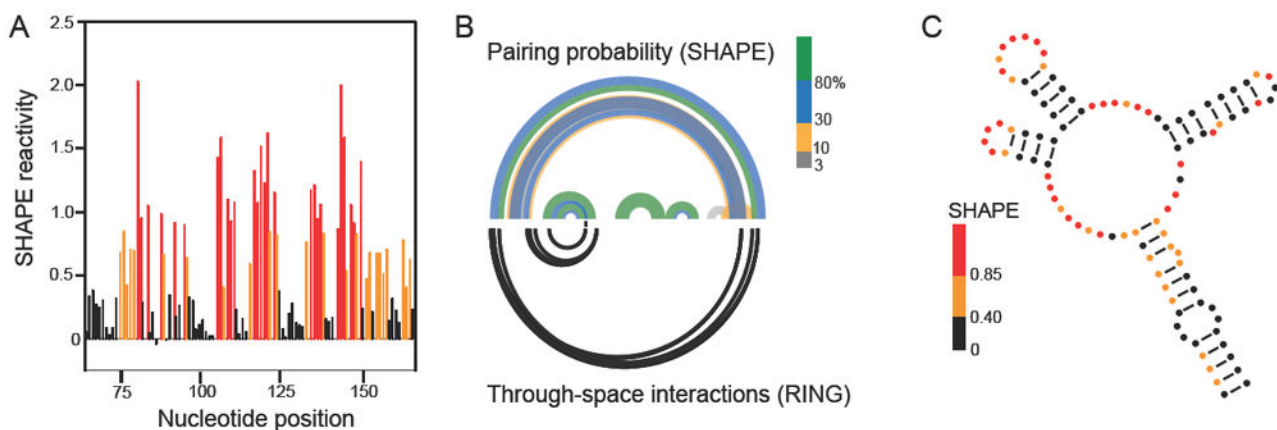 A
2.5
2.0
1.5
1.0
0.5
0
SHAPE reactivity
75
100
125
150
Nucleotide position
B
Pairing probability (SHAPE)
80%
30
10
3
Through-space interactions (RING)
C
SHAPE
0.85
0.40
0